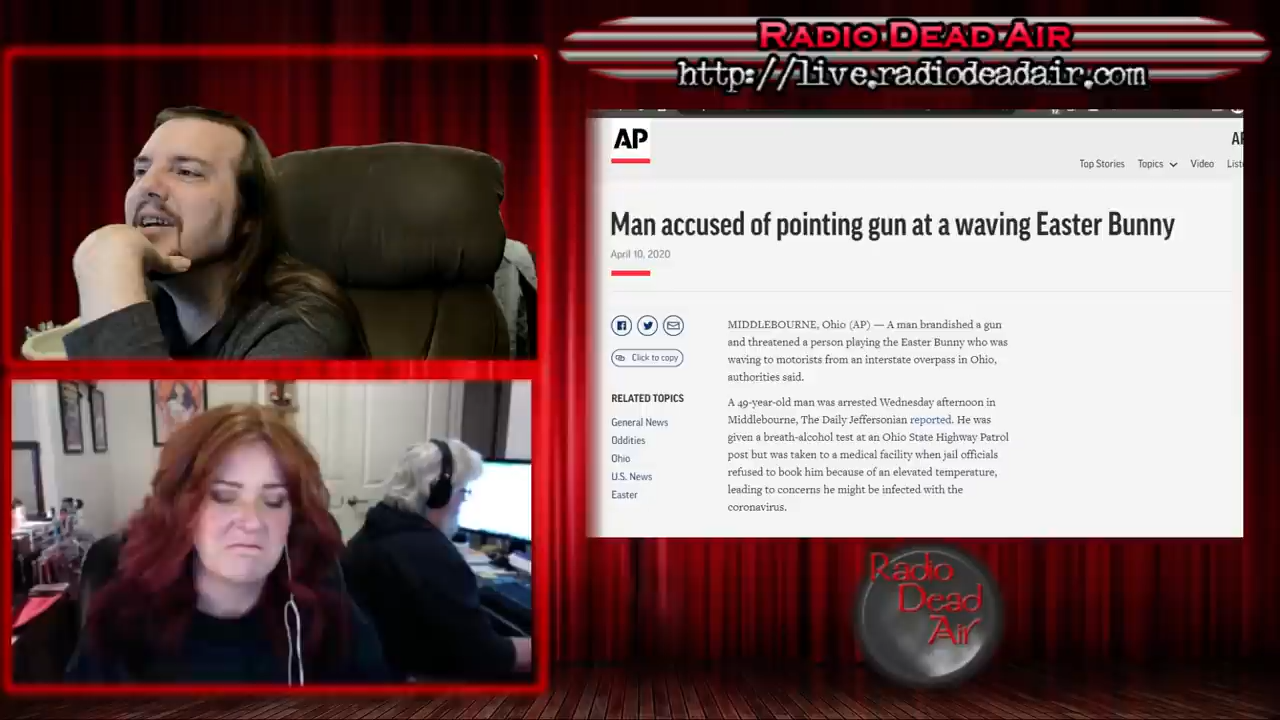 RADIO DEAD AIR
http://live.radiodeadair.com
AP
Top Stories Topics Video
Man accused of pointing gun at a waving Easter Bunny
April 10, 2020
Click to copy
RELATED TOPICS
General News
Oddities
Ohio
U.S. News
Easter
MIDDLEBOURNE, Ohio (AP) — A man brandished a gun
and threatened a person playing the Easter Bunny who was
waving to motorists from an interstate overpass in Ohio,
authorities said.
A 49-year-old man was arrested Wednesday afternoon in
Middlebourne, The Daily Jeffersonian reported. He was
given a breath-alcohol test at an Ohio State Highway Patrol
post but was taken to a medical facility when jail officials
refused to book him because of an elevated temperature,
leading to concerns he might be infected with the
coronavirus.
Radio
Dead
Air